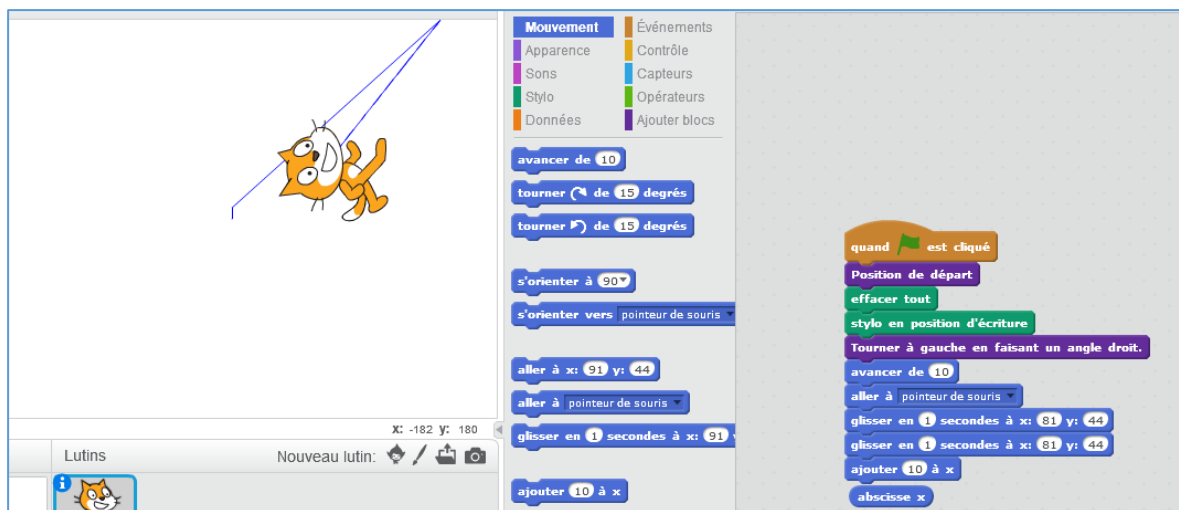 Mouvement
Événements
Apparence
Contrôle
Sons
Capteurs
Stylo
Opérateurs
Données
Ajouter blocs
avancer de 10
tourner de 15 degrés
tourner de 15 degrés
s'orienter à 90
s'orienter vers pointeur de souris
aller à x: 91 y: 44
aller à pointeur de souris
glisser en 1 secondes à x: 91
ajouter 10 à x
quand est cliqué
Position de départ
effacer tout
stylo en position d'écriture
Tourner à gauche en faisant un angle droit.
avancer de 10
aller à pointeur de souris
glisser en 1 secondes à x: 81 y: 44
glisser en 1 secondes à x: 81 y: 44
ajouter 10 à x
abscisse x
x: -182 y: 180
Lutins
Nouveau lutin: